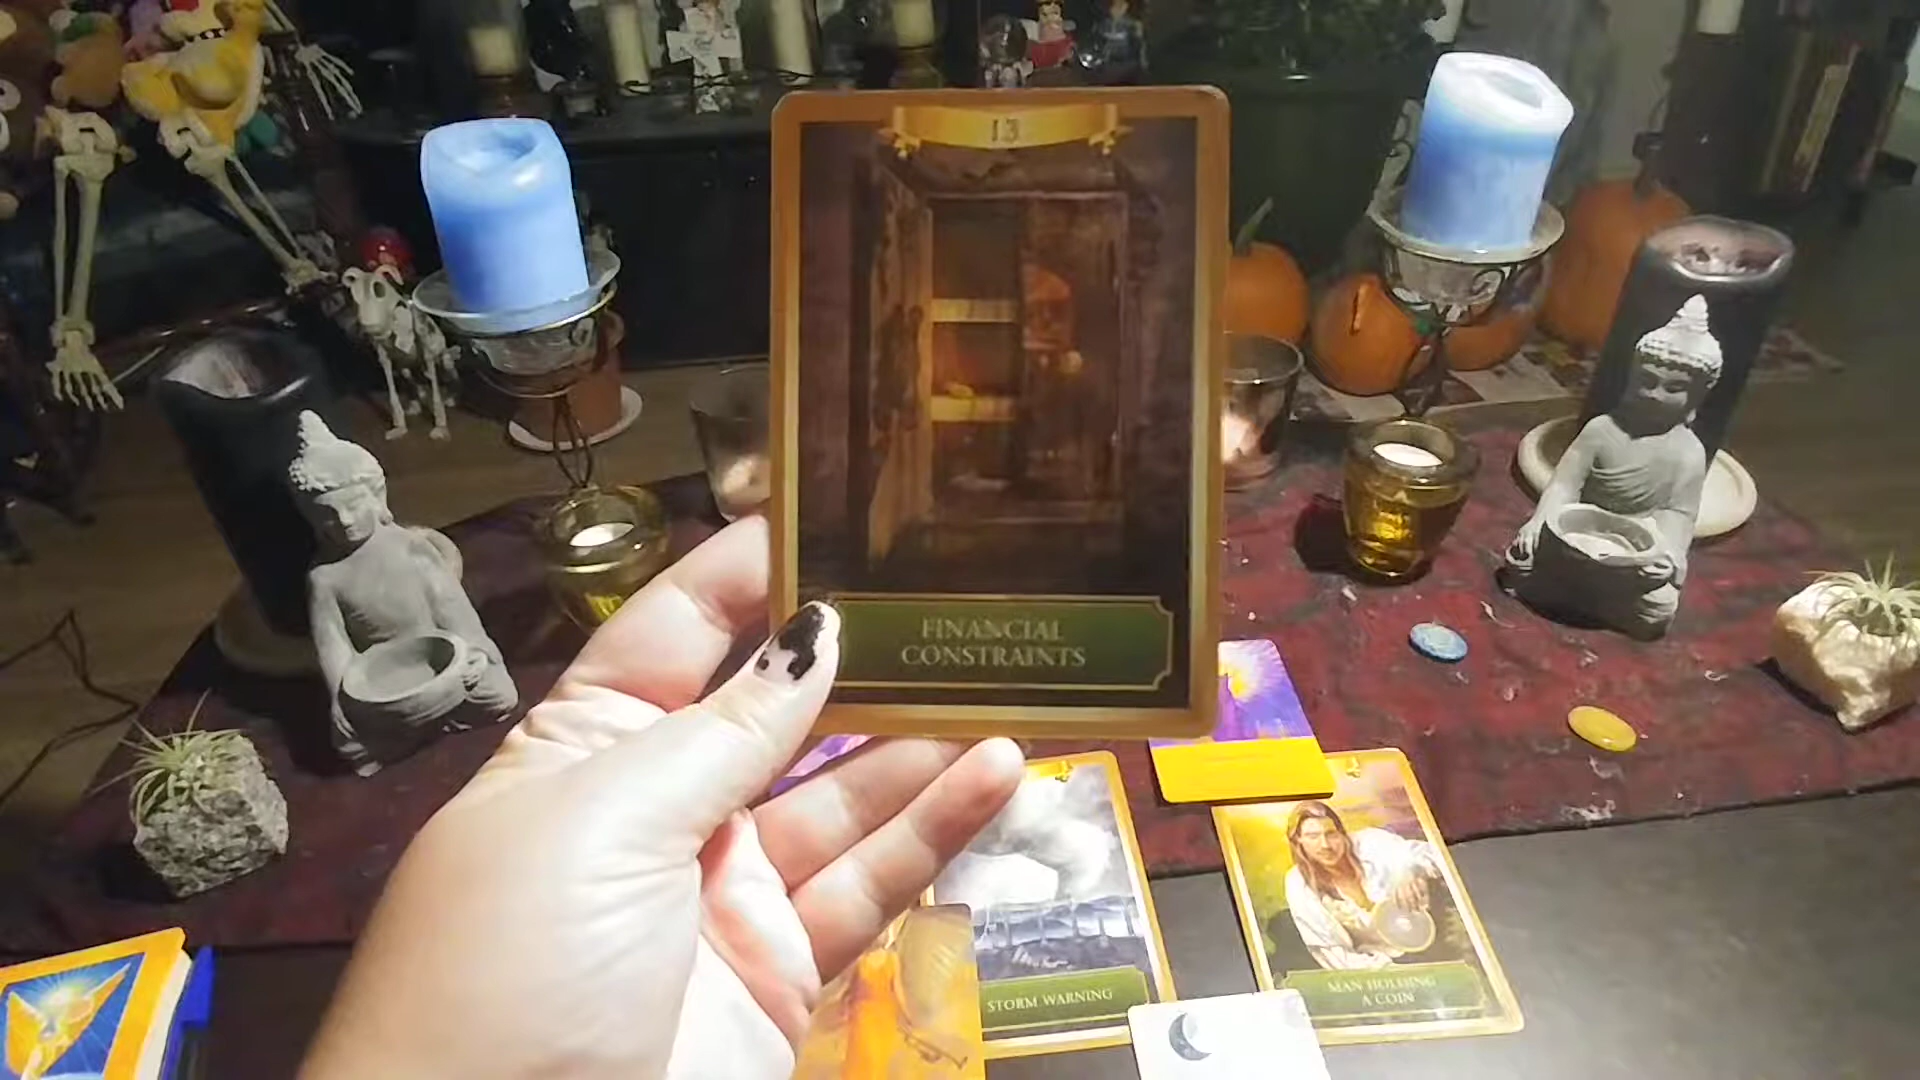 13
FINANCIAL
CONSTRAINTS
STORM WARNING
MAN HOLDING
A COIN